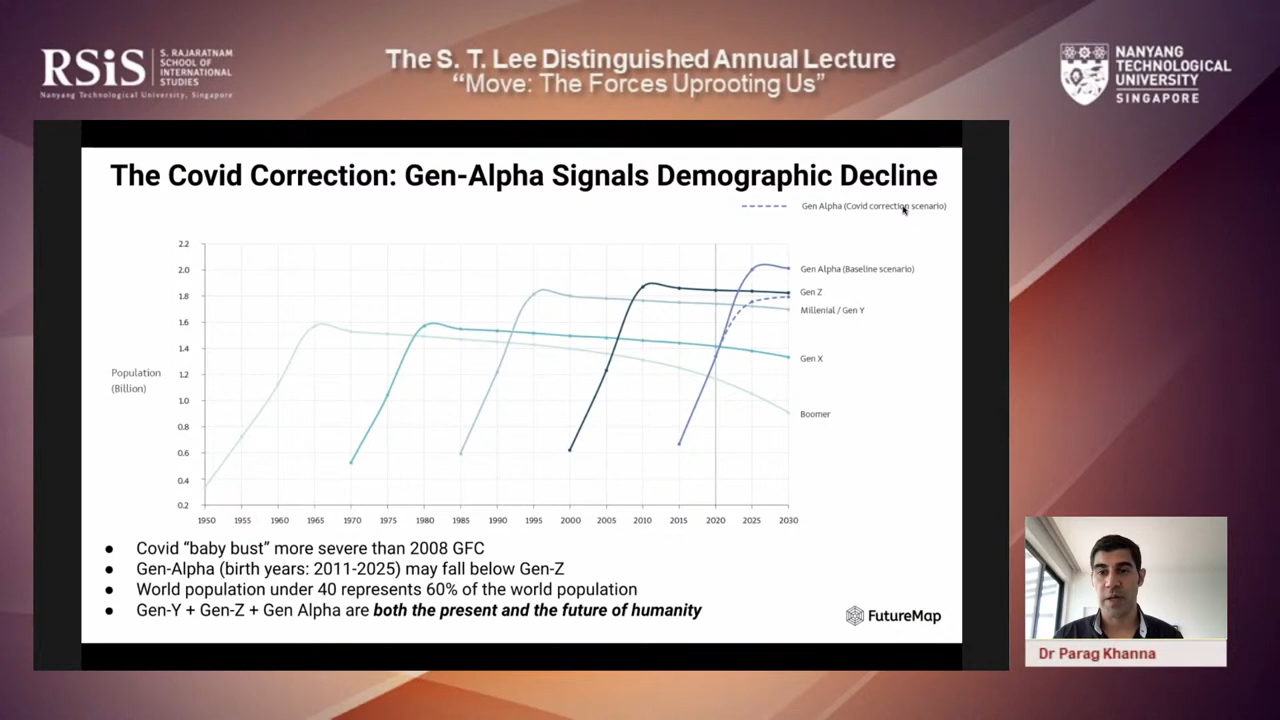 RSiS
S. RAJARATNAM
SCHOOL OF
INTERNATIONAL
STUDIES
Nanyang Technological University, Singapore
The S. T. Lee Distinguished Annual Lecture
“Move: The Forces Uprooting Us”
NANYANG
TECHNOLOGICAL
UNIVERSITY
SINGAPORE
The Covid Correction: Gen-Alpha Signals Demographic Decline
Gen Alpha (Covid correction scenario)
2.2
2.0
1.8
1.6
1.4
1.2
1.0
0.8
0.6
0.4
0.2
Population
(Billion)
Gen Alpha (Baseline scenario)
Gen Z
Millenial / Gen Y
Gen X
Boomer
1950 1955 1960 1965 1970 1975 1980 1985 1990 1995 2000 2005 2010 2015 2020 2025 2030
● Covid “baby bust” more severe than 2008 GFC
● Gen-Alpha (birth years: 2011-2025) may fall below Gen-Z
● World population under 40 represents 60% of the world population
● Gen-Y + Gen-Z + Gen Alpha are both the present and the future of humanity
FutureMap
Dr Parag Khanna